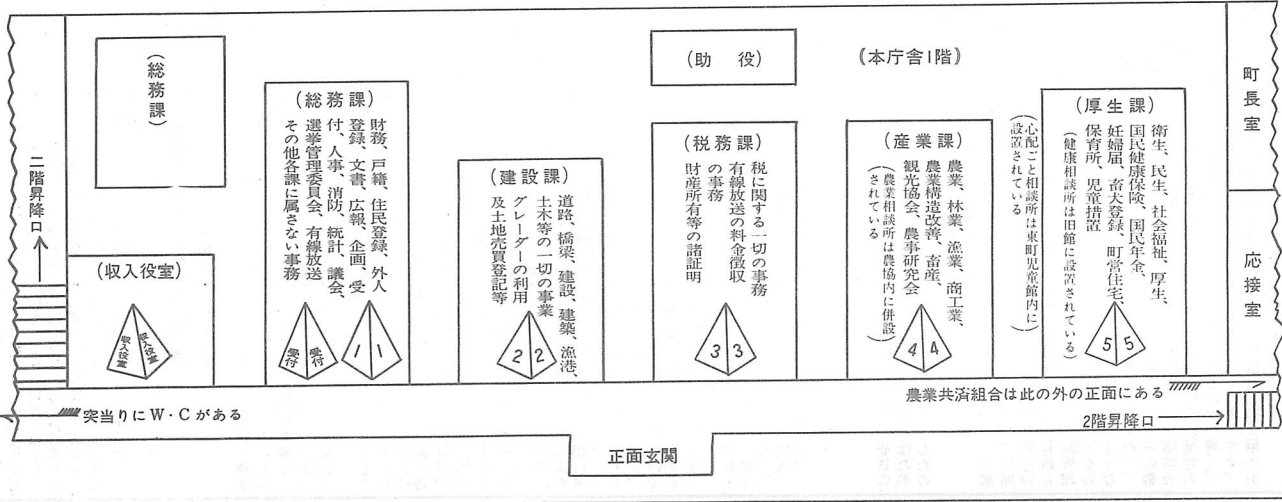 (本庁舎1階)
町長室
応接室
(厚生課)
衛生、民生、社会福祉、厚生、
国民健康保険、国民年金、
妊婦届、畜犬登録、町営住宅、
保育所、児童措置
(健康相談所は旧館に設置されている)
5 5
(心配ごと相談所は東町児童館内に
設置されている)
(産業課)
農業、林業、漁業、商工業、
農業構造改善、畜産、
観光協会、農事研究会
(農業相談所は農協内に併設
されている)
4 4
(助 役)
(税務課)
税に関する一切の事務
有線放送の料金徴収
の事務
財産所有等の諸証明
3 3
(建設課)
道路、橋梁、建設、建築、漁港、
土木等の一切の事業
グレーダーの利用
及土地売買登記等
2 2
(総務課)
財務、戸籍、住民登録、外人
登録、文書、広報、企画、受
付、人事、消防、統計、議会、
選挙管理委員会、有線放送
その他各課に属さない事務
1 1
受付 受付
(総務課)
(収入役室)
収入役室 収入役室
二階昇降口
突当りにW・Cがある
農業共済組合は此の外の正面にある
2階昇降口
正面玄関